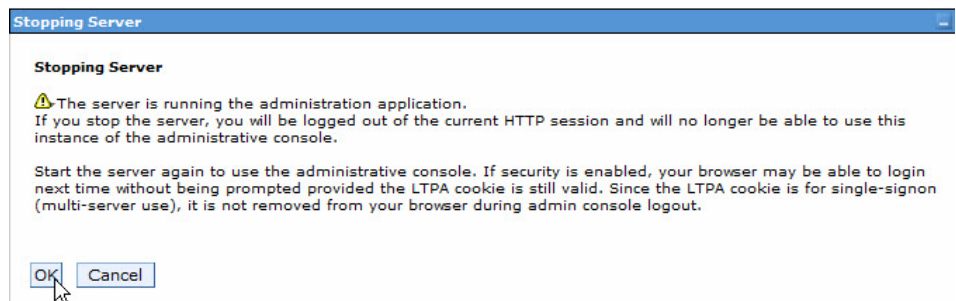 Stopping Server
Stopping Server
The server is running the administration application.
If you stop the server, you will be logged out of the current HTTP session and will no longer be able to use this
instance of the administrative console.
Start the server again to use the administrative console. If security is enabled, your browser may be able to login
next time without being prompted provided the LTPA cookie is still valid. Since the LTPA cookie is for single-signon
(multi-server use), it is not removed from your browser during admin console logout.
OK Cancel